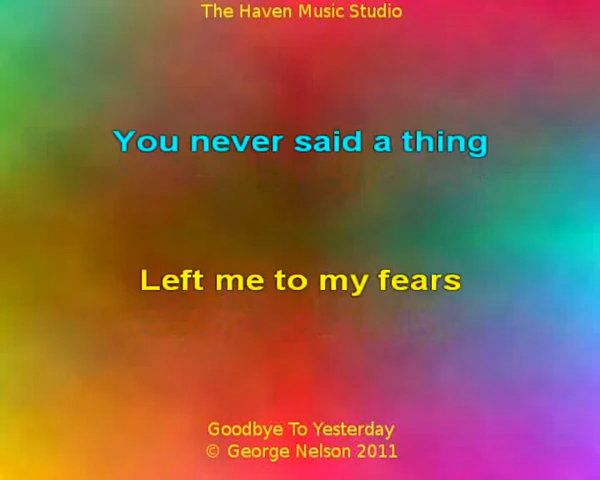 The Haven Music Studio
You never said a thing
Left me to my fears
Goodbye To Yesterday
© George Nelson 2011